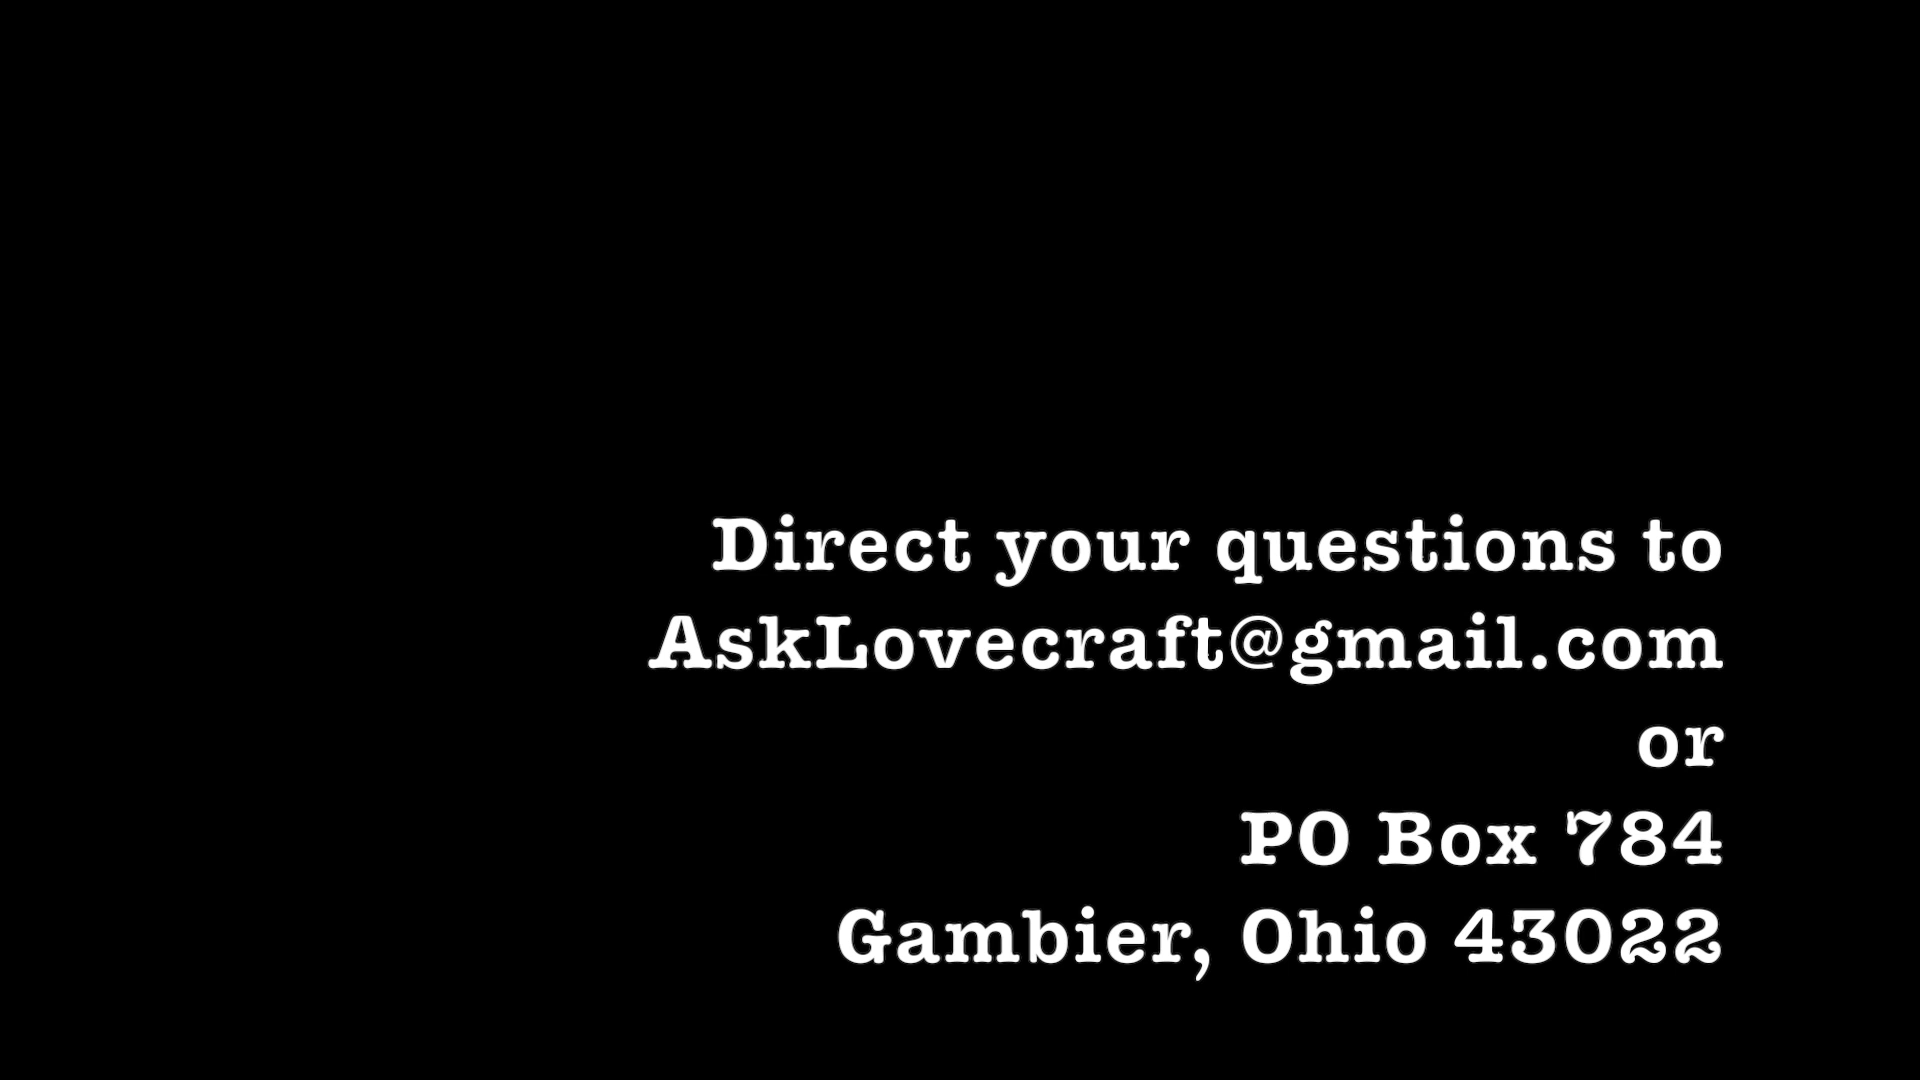 Direct your questions to
AskLovecraft@gmail.com
or
PO Box 784
Gambier, Ohio 43022